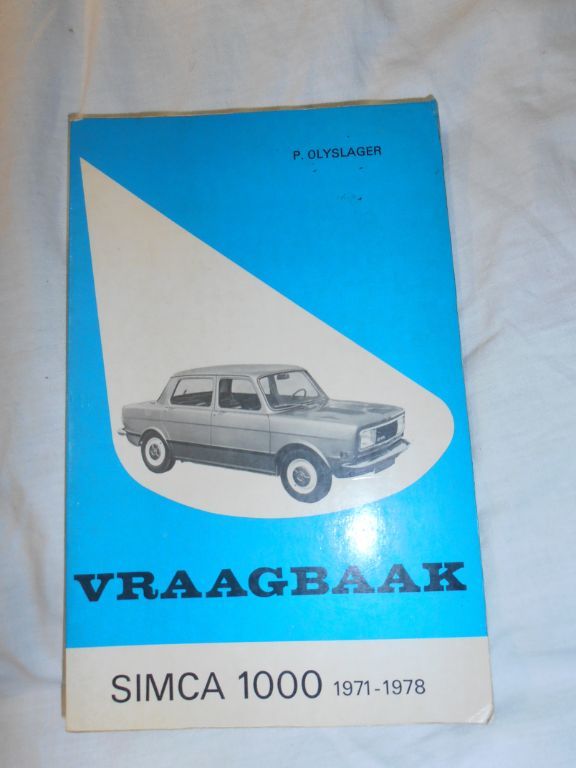 P. OLYSLAGER
VRAAGBAAK
SIMCA 1000 1971-1978